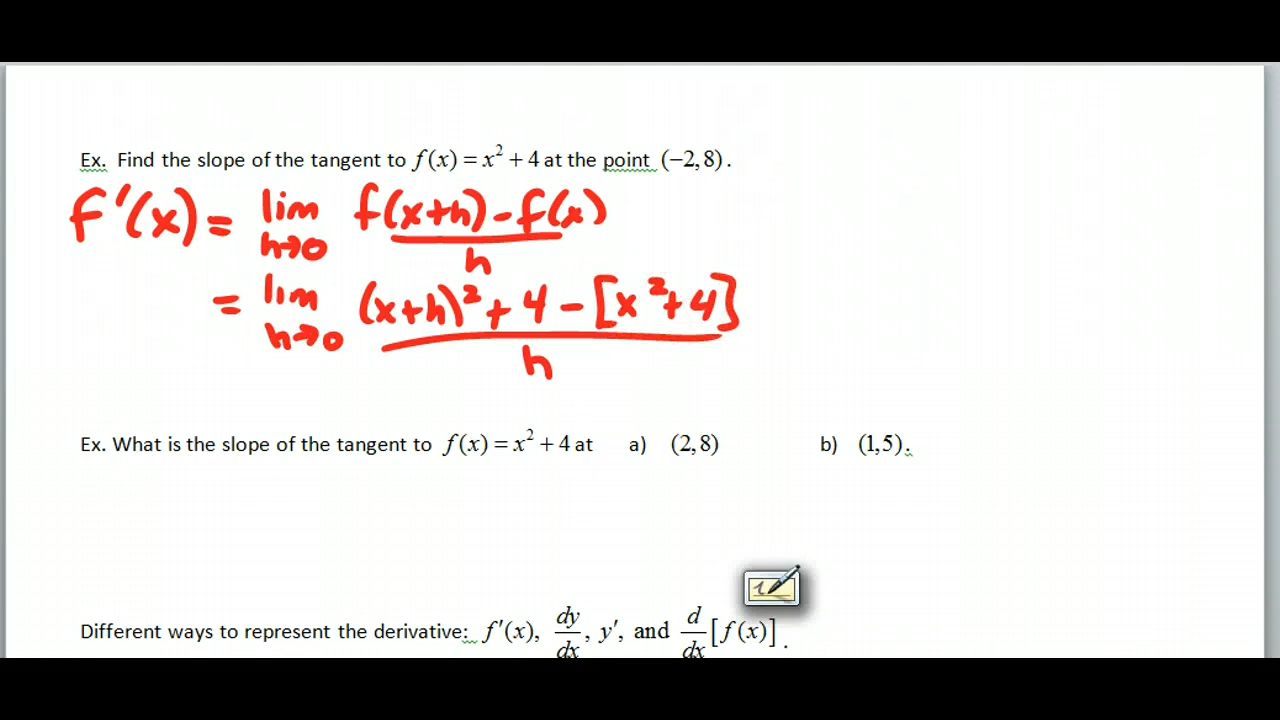 Ex. Find the slope of the tangent to f(x) = x² + 4 at the point (−2, 8).
f'(x) = lim h→0 f(x+h) − f(x) / h
= lim h→0 (x+h)² + 4 − [x² + 4] / h
Ex. What is the slope of the tangent to f(x) = x² + 4 at a) (2, 8) b) (1, 5).
Different ways to represent the derivative: f'(x), dy/dx, y', and d/dx [f(x)].